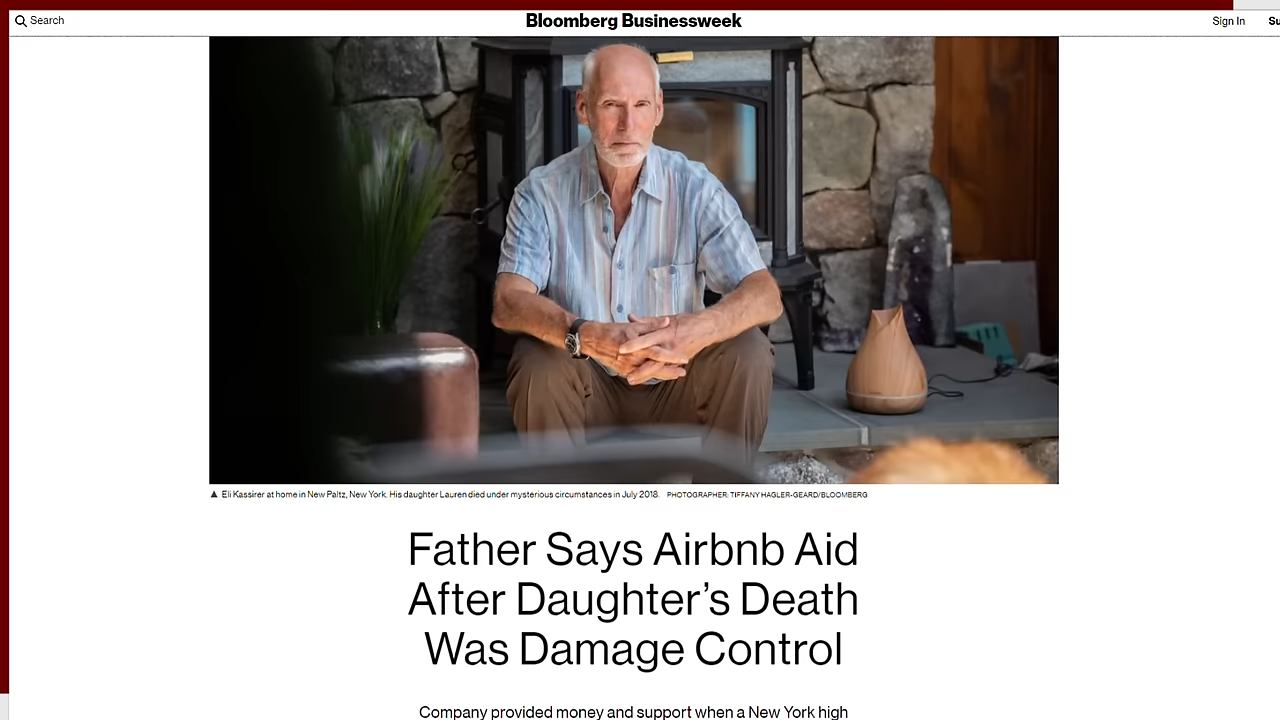 Search
Bloomberg Businessweek
Sign In
Su
▲ Eli Kassirer at home in New Paltz, New York. His daughter Lauren died under mysterious circumstances in July 2018. PHOTOGRAPHER: TIFFANY HAGLER-GEARD/BLOOMBERG
Father Says Airbnb Aid
After Daughter’s Death
Was Damage Control
Company provided money and support when a New York high